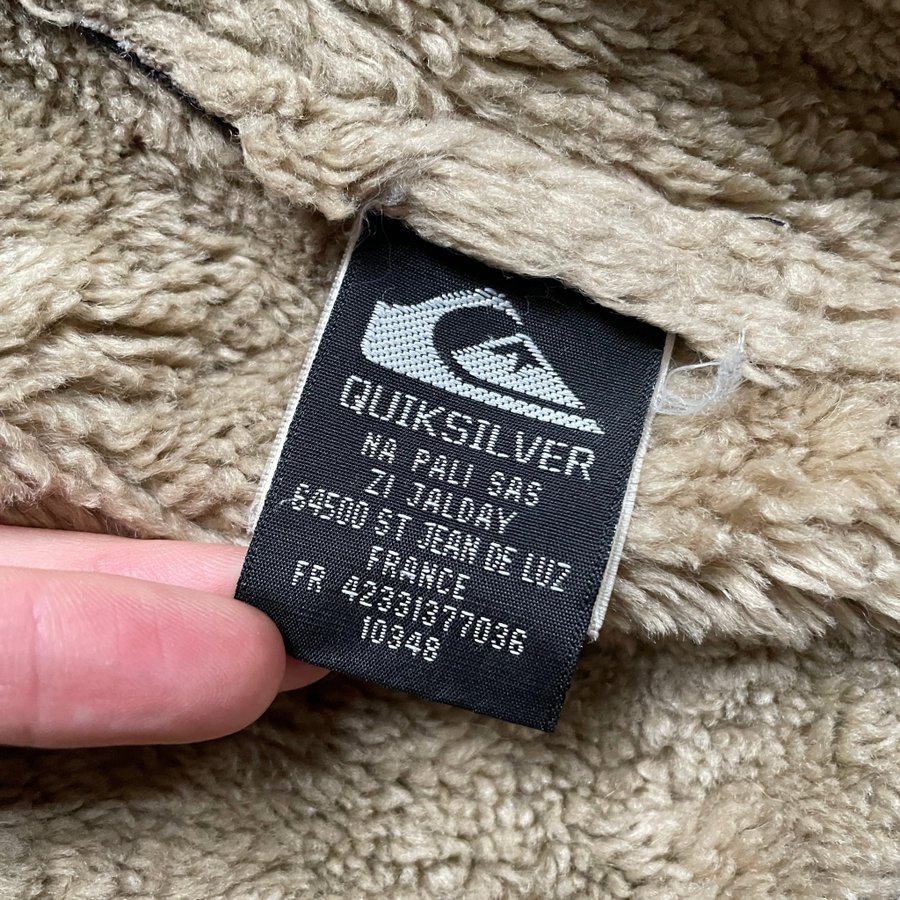 QUIKSILVER
NA PALI SAS
ZI JALDAY
64500 ST JEAN DE LUZ
FRANCE
FR 42331377036
10348